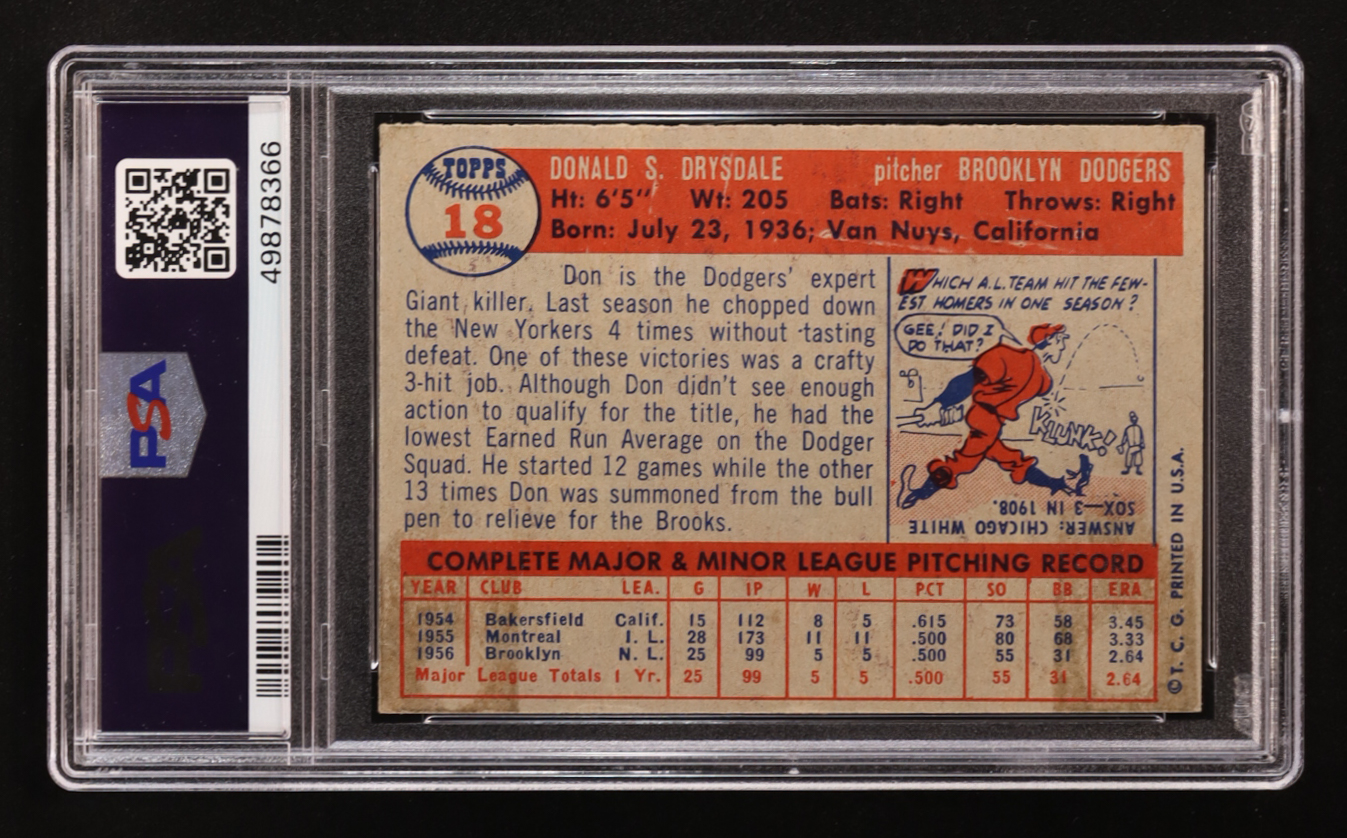 49878366
PSA
TOPPS
18
DONALD S. DRYSDALE pitcher BROOKLYN DODGERS
Ht: 6'5" Wt: 205 Bats: Right Throws: Right
Born: July 23, 1936; Van Nuys, California
Don is the Dodgers' expert
Giant killer. Last season he chopped down
the New Yorkers 4 times without tasting
defeat. One of these victories was a crafty
3-hit job. Although Don didn't see enough
action to qualify for the title, he had the
lowest Earned Run Average on the Dodger
Squad. He started 12 games while the other
13 times Don was summoned from the bull
pen to relieve for the Brooks.
WHICH A.L. TEAM HIT THE FEW-
EST HOMERS IN ONE SEASON?
GEE! DID I
DO THAT?
KLUNK!
ANSWER: CHICAGO WHITE
SOX—3 IN 1908.
COMPLETE MAJOR & MINOR LEAGUE PITCHING RECORD
YEAR CLUB LEA. G IP W L PCT SO BB ERA
1954 Bakersfield Calif. 15 112 8 5 .615 73 58 3.45
1955 Montreal I. L. 28 173 11 11 .500 80 68 3.33
1956 Brooklyn N. L. 25 99 5 5 .500 55 31 2.64
Major League Totals 1 Yr. 25 99 5 5 .500 55 31 2.64
© T. C. G. PRINTED IN U.S.A.